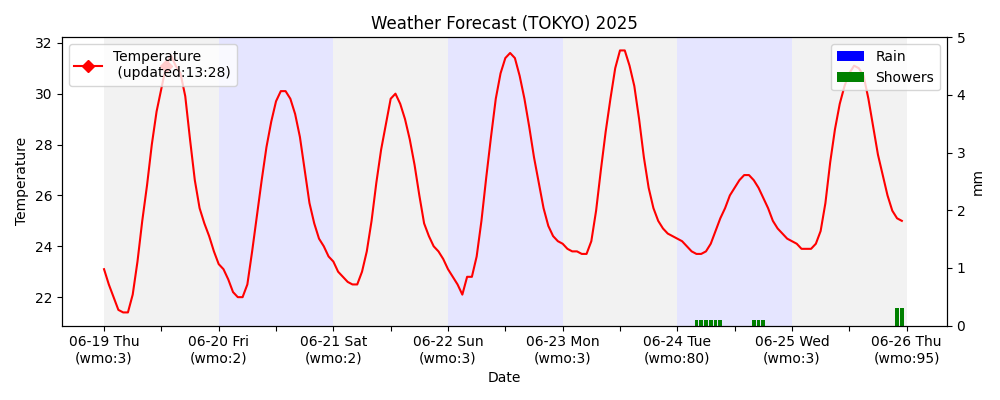 Weather Forecast (TOKYO) 2025
Temperature
(updated:13:28)
Rain
Showers
32
30
28
26
24
22
Temperature
5
4
3
2
1
0
mm
06-19 Thu 06-20 Fri 06-21 Sat 06-22 Sun 06-23 Mon 06-24 Tue 06-25 Wed 06-26 Thu
(wmo:3) (wmo:2) (wmo:2) (wmo:3) (wmo:3) (wmo:80) (wmo:3) (wmo:95)
Date